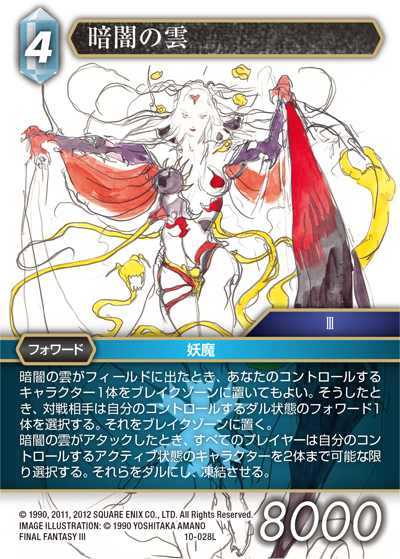 4
暗闇の雲
III
フォワード
妖魔
暗闇の雲がフィールドに出たとき、あなたのコントロールする
キャラクター1体をブレイクゾーンに置いてもよい。そうしたと
き、対戦相手は自分のコントロールするダル状態のフォワード1
体を選択する。それをブレイクゾーンに置く。
暗闇の雲がアタックしたとき、すべてのプレイヤーは自分のコン
トロールするアクティブ状態のキャラクターを2体まで可能な限
り選択する。それらをダルにし、凍結させる。
© 1990, 2011, 2012 SQUARE ENIX CO., LTD. All Rights Reserved.
IMAGE ILLUSTRATION: © 1990 YOSHITAKA AMANO
FINAL FANTASY III 10-028L
8000